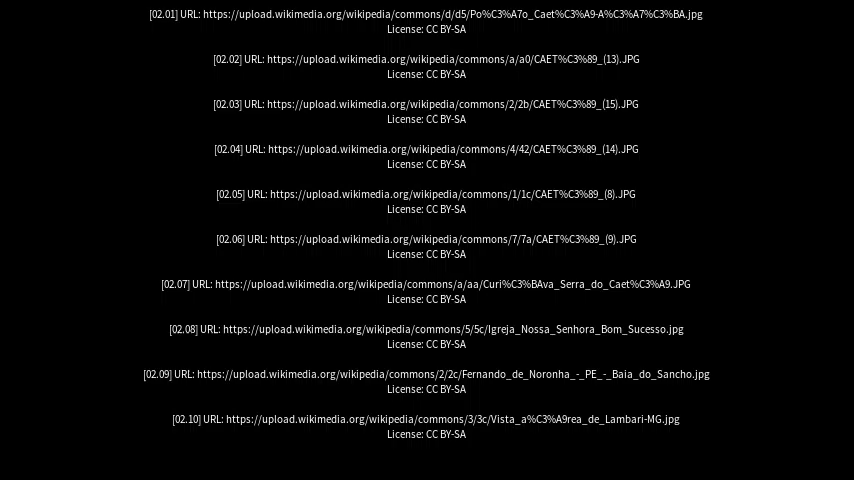 [02.01] URL: https://upload.wikimedia.org/wikipedia/commons/d/d5/Po%C3%A7o_Caet%C3%A9-A%C3%A7%C3%BA.jpg
License: CC BY-SA
[02.02] URL: https://upload.wikimedia.org/wikipedia/commons/a/a0/CAET%C3%89_(13).JPG
License: CC BY-SA
[02.03] URL: https://upload.wikimedia.org/wikipedia/commons/2/2b/CAET%C3%89_(15).JPG
License: CC BY-SA
[02.04] URL: https://upload.wikimedia.org/wikipedia/commons/4/42/CAET%C3%89_(14).JPG
License: CC BY-SA
[02.05] URL: https://upload.wikimedia.org/wikipedia/commons/1/1c/CAET%C3%89_(8).JPG
License: CC BY-SA
[02.06] URL: https://upload.wikimedia.org/wikipedia/commons/7/7a/CAET%C3%89_(9).JPG
License: CC BY-SA
[02.07] URL: https://upload.wikimedia.org/wikipedia/commons/a/aa/Curi%C3%BAva_Serra_do_Caet%C3%A9.JPG
License: CC BY-SA
[02.08] URL: https://upload.wikimedia.org/wikipedia/commons/5/5c/Igreja_Nossa_Senhora_Bom_Sucesso.jpg
License: CC BY-SA
[02.09] URL: https://upload.wikimedia.org/wikipedia/commons/2/2c/Fernando_de_Noronha_-_PE_-_Baia_do_Sancho.jpg
License: CC BY-SA
[02.10] URL: https://upload.wikimedia.org/wikipedia/commons/3/3c/Vista_a%C3%A9rea_de_Lambari-MG.jpg
License: CC BY-SA